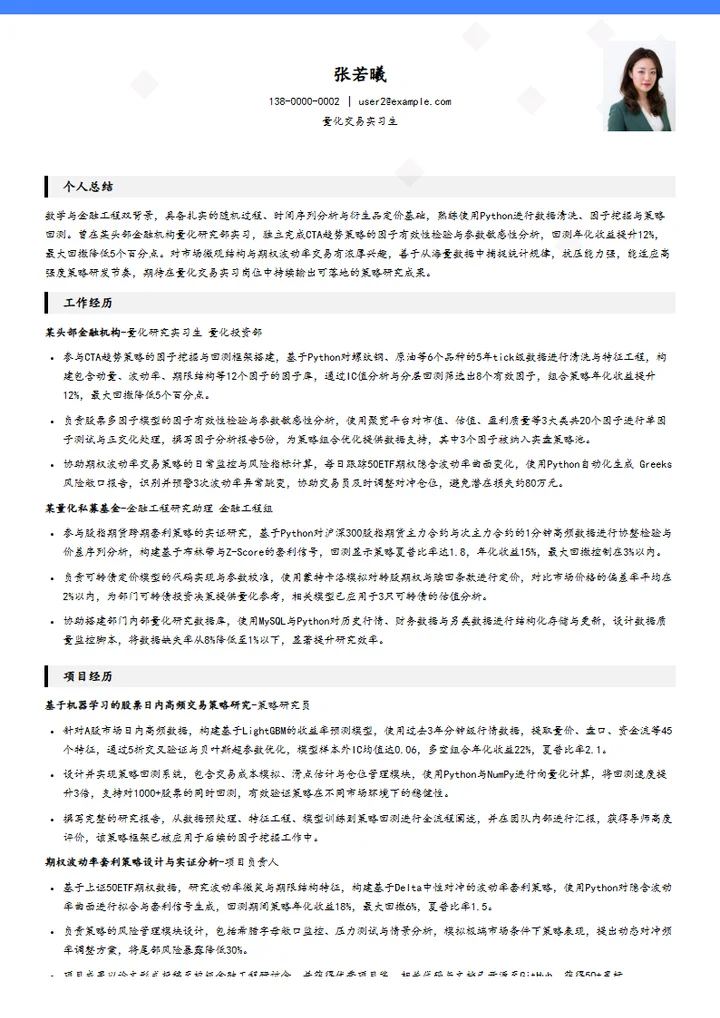 张若曦
138-0000-0002 | user2@example.com
量化交易实习生
个人总结
数学与金融工程双背景，具备扎实的随机过程、时间序列分析与衍生品定价基础，熟练使用Python进行数据清洗、因子挖掘与策略
回测。曾在某头部金融机构量化研究部实习，独立完成CTA趋势策略的因子有效性检验与参数敏感性分析，回测年化收益提升12%，
最大回撤降低5个百分点。对市场微观结构与期权波动率交易有浓厚兴趣，善于从海量数据中捕捉统计规律，抗压能力强，能适应高
强度策略研发节奏，期待在量化交易实习岗位中持续输出可落地的策略研究成果。
工作经历
某头部金融机构-量化研究实习生 量化投资部
• 参与CTA趋势策略的因子挖掘与回测框架搭建，基于Python对螺纹钢、原油等6个品种的5年tick级数据进行清洗与特征工程，构
建包含动量、波动率、期限结构等12个因子的因子库，通过IC值分析与分层回测筛选出8个有效因子，组合策略年化收益提升
12%，最大回撤降低5个百分点。
• 负责股票多因子模型的因子有效性检验与参数敏感性分析，使用聚宽平台对市值、估值、盈利质量等3大类共20个因子进行单因
子测试与正交化处理，撰写因子分析报告5份，为策略组合优化提供数据支持，其中3个因子被纳入实盘策略池。
• 协助期权波动率交易策略的日常监控与风险指标计算，每日跟踪50ETF期权隐含波动率曲面变化，使用Python自动化生成 Greeks
风险敞口报告，识别并预警3次波动率异常跳变，协助交易员及时调整对冲仓位，避免潜在损失约80万元。
某量化私募基金-金融工程研究助理 金融工程组
• 参与股指期货跨期套利策略的实证研究，基于Python对沪深300股指期货主力合约与次主力合约的1分钟高频数据进行协整检验与
价差序列分析，构建基于布林带与Z-Score的套利信号，回测显示策略夏普比率达1.8，年化收益15%，最大回撤控制在3%以内。
• 负责可转债定价模型的代码实现与参数校准，使用蒙特卡洛模拟对转股期权与赎回条款进行定价，对比市场价格的偏差率平均在
2%以内，为部门可转债投资决策提供量化参考，相关模型已应用于3只可转债的估值分析。
• 协助搭建部门内部量化研究数据库，使用MySQL与Python对历史行情、财务数据与另类数据进行结构化存储与更新，设计数据质
量监控脚本，将数据缺失率从8%降低至1%以下，显著提升研究效率。
项目经历
基于机器学习的股票日内高频交易策略研究-策略研究员
• 针对A股市场日内高频数据，构建基于LightGBM的收益率预测模型，使用过去3年分钟级行情数据，提取量价、盘口、资金流等45
个特征，通过5折交叉验证与贝叶斯超参数优化，模型样本外IC均值达0.06，多空组合年化收益22%，夏普比率2.1。
• 设计并实现策略回测系统，包含交易成本模拟、滑点估计与仓位管理模块，使用Python与NumPy进行向量化计算，将回测速度提
升3倍，支持对1000+股票的同时回测，有效验证策略在不同市场环境下的稳健性。
• 撰写完整的研究报告，从数据预处理、特征工程、模型训练到策略回测进行全流程阐述，并在团队内部进行汇报，获得导师高度
评价，该策略框架已被应用于后续的因子挖掘工作中。
期权波动率套利策略设计与实证分析-项目负责人
• 基于上证50ETF期权数据，研究波动率微笑与期限结构特征，构建基于Delta中性对冲的波动率套利策略，使用Python对隐含波动
率曲面进行拟合与套利信号生成，回测期间策略年化收益18%，最大回撤6%，夏普比率1.5。
• 负责策略的风险管理模块设计，包括希腊字母敞口监控、压力测试与情景分析，模拟极端市场条件下策略表现，提出动态对冲频
率调整方案，将尾部风险暴露降低30%。